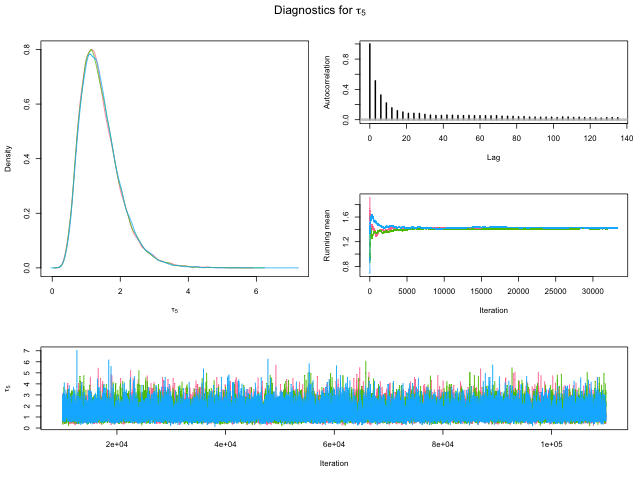 Diagnostics for τ5
Density
0.0 0.2 0.4 0.6 0.8
0 2 4 6
τ5
Autocorrelation
0.0 0.4 0.8
0 20 40 60 80 100 120 140
Lag
Running mean
0.8 1.2 1.6
0 5000 10000 15000 20000 25000 30000
Iteration
τ5
0 1 2 3 4 5 6 7
2e+04 4e+04 6e+04 8e+04 1e+05
Iteration